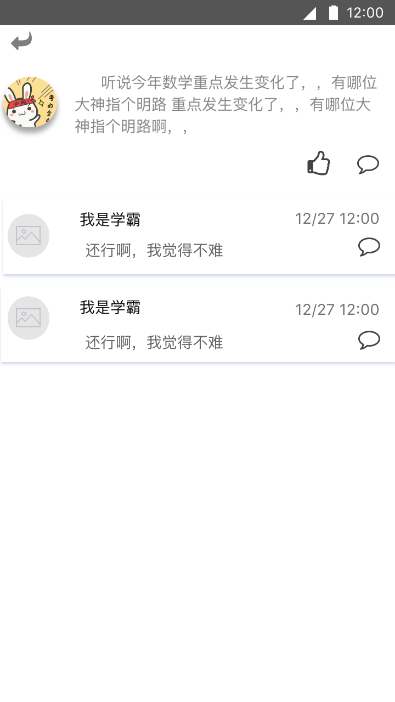 12:00
听说今年数学重点发生变化了，，有哪位
大神指个明路 重点发生变化了，，有哪位大
神指个明路啊，，
我是学霸
12/27 12:00
还行啊，我觉得不难
我是学霸
12/27 12:00
还行啊，我觉得不难